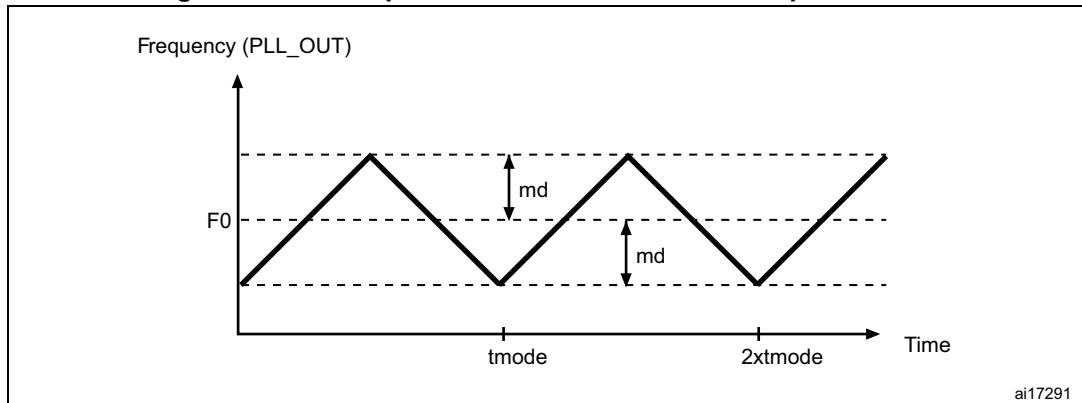 Frequency (PLL_OUT)
md
F0
md
tmode
2xtmode
Time
ai17291